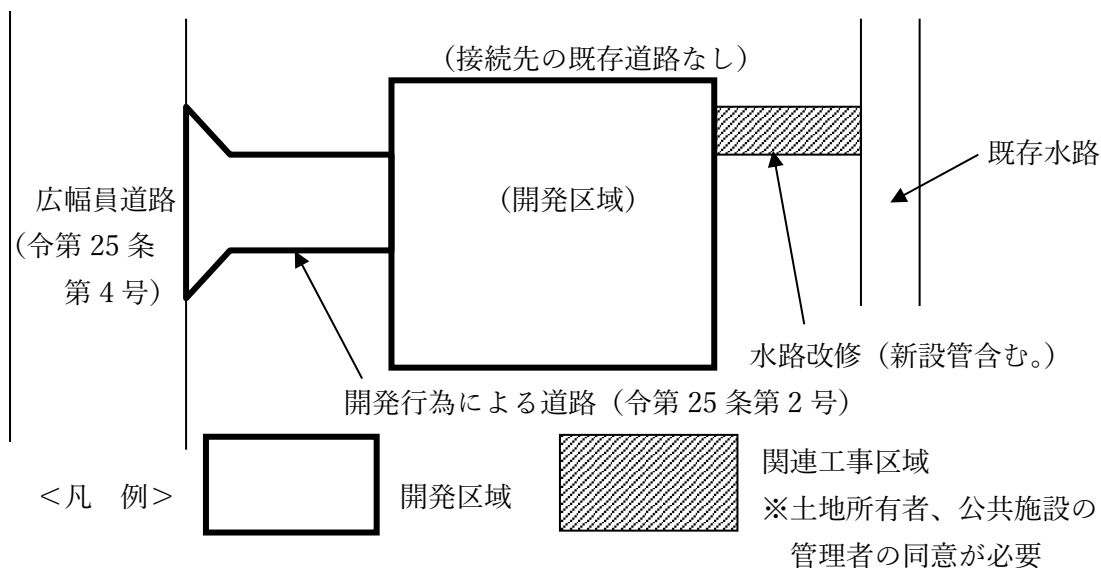 (接続先の既存道路なし)
既存水路
広幅員道路
(令第 25 条
第 4 号)
(開発区域)
水路改修(新設管含む。)
開発行為による道路(令第 25 条第 2 号)
<凡 例>
開発区域
関連工事区域
※土地所有者、公共施設の
管理者の同意が必要